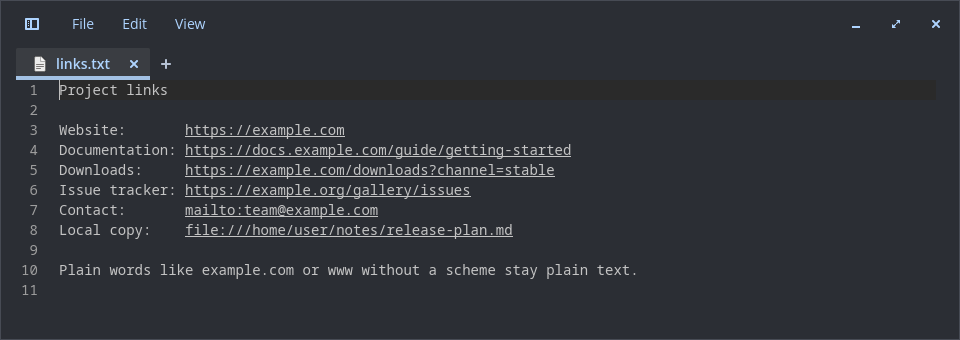 File Edit View
links.txt
1 Project links
2
3 Website: https://example.com
4 Documentation: https://docs.example.com/guide/getting-started
5 Downloads: https://example.com/downloads?channel=stable
6 Issue tracker: https://example.org/gallery/issues
7 Contact: mailto:team@example.com
8 Local copy: file:///home/user/notes/release-plan.md
9
10 Plain words like example.com or www without a scheme stay plain text.
11